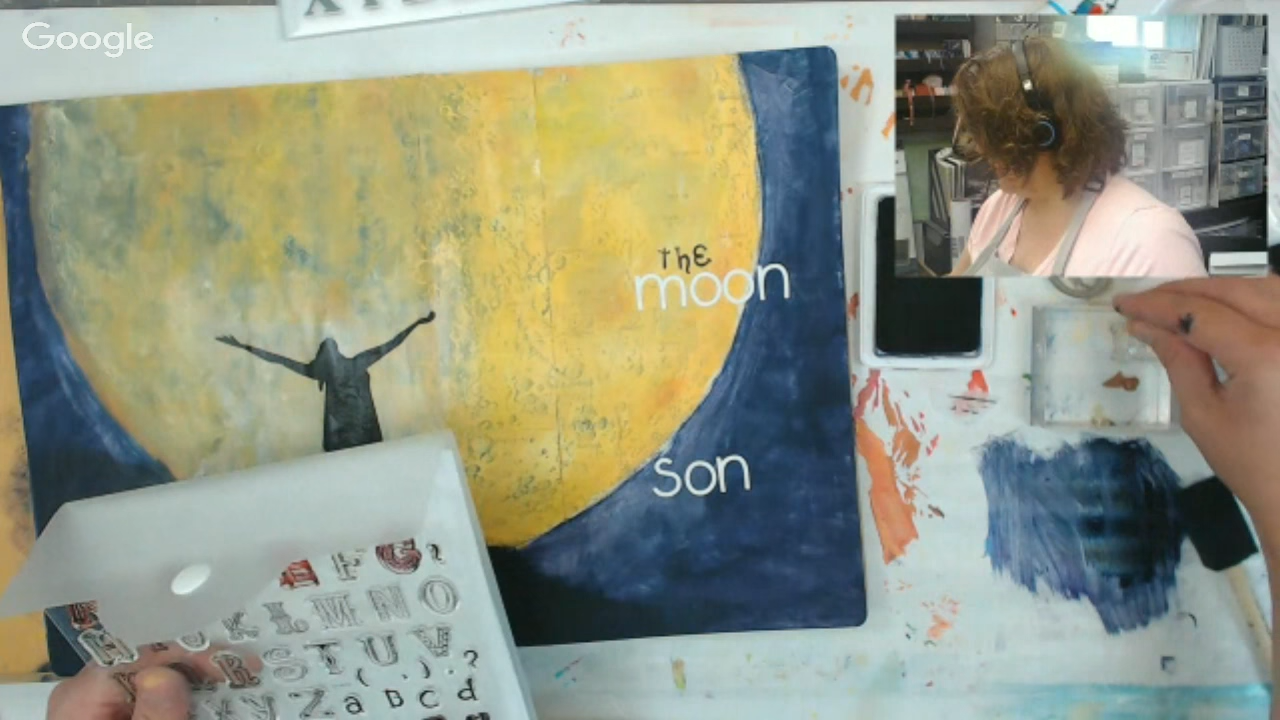 Google
the
moon
son
F G
K L M N O
R S T U V
( . ) . ?
Z a b c d